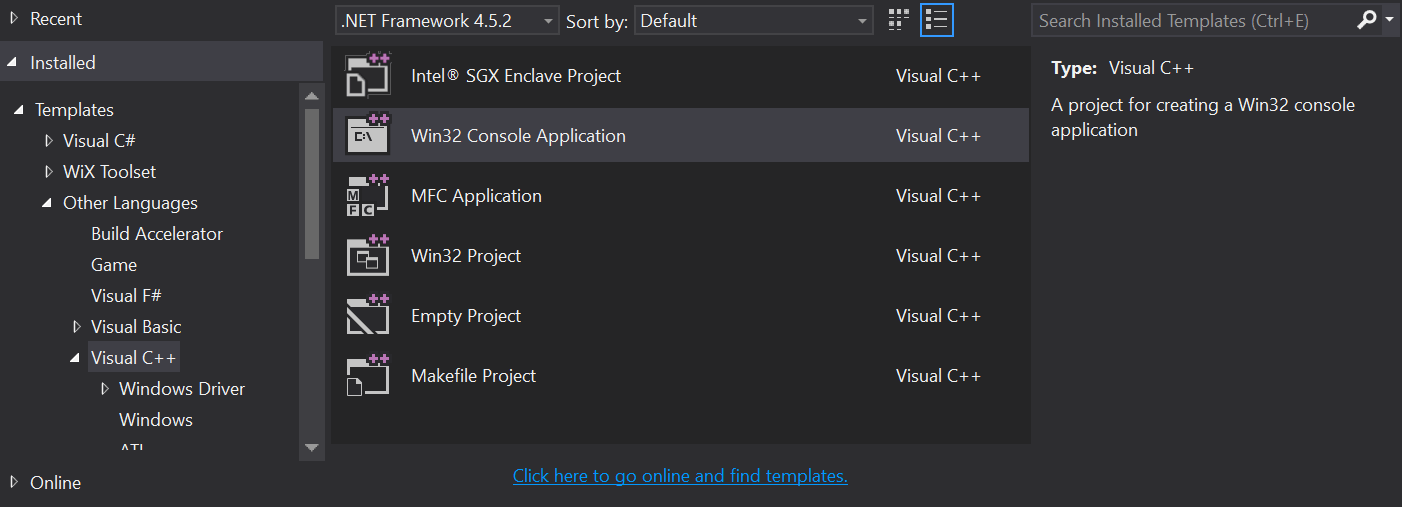 Recent
Installed
Templates
Visual C#
WiX Toolset
Other Languages
Build Accelerator
Game
Visual F#
Visual Basic
Visual C++
Windows Driver
Windows
Online
.NET Framework 4.5.2
Sort by: Default
Intel® SGX Enclave Project Visual C++
C:\ Win32 Console Application Visual C++
MFC MFC Application Visual C++
Win32 Project Visual C++
Empty Project Visual C++
Makefile Project Visual C++
Click here to go online and find templates.
Search Installed Templates (Ctrl+E)
Type: Visual C++
A project for creating a Win32 console
application